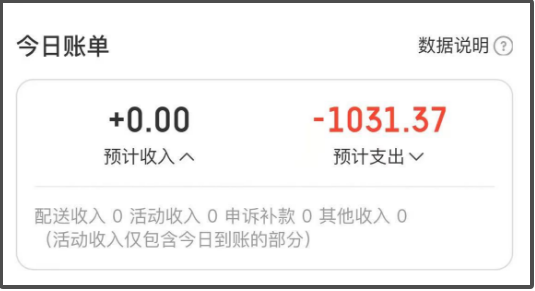 今日账单 数据说明 ?
+0.00 -1031.37
预计收入 预计支出
配送收入 0 活动收入 0 申诉补款 0 其他收入 0
（活动收入仅包含今日到账的部分）